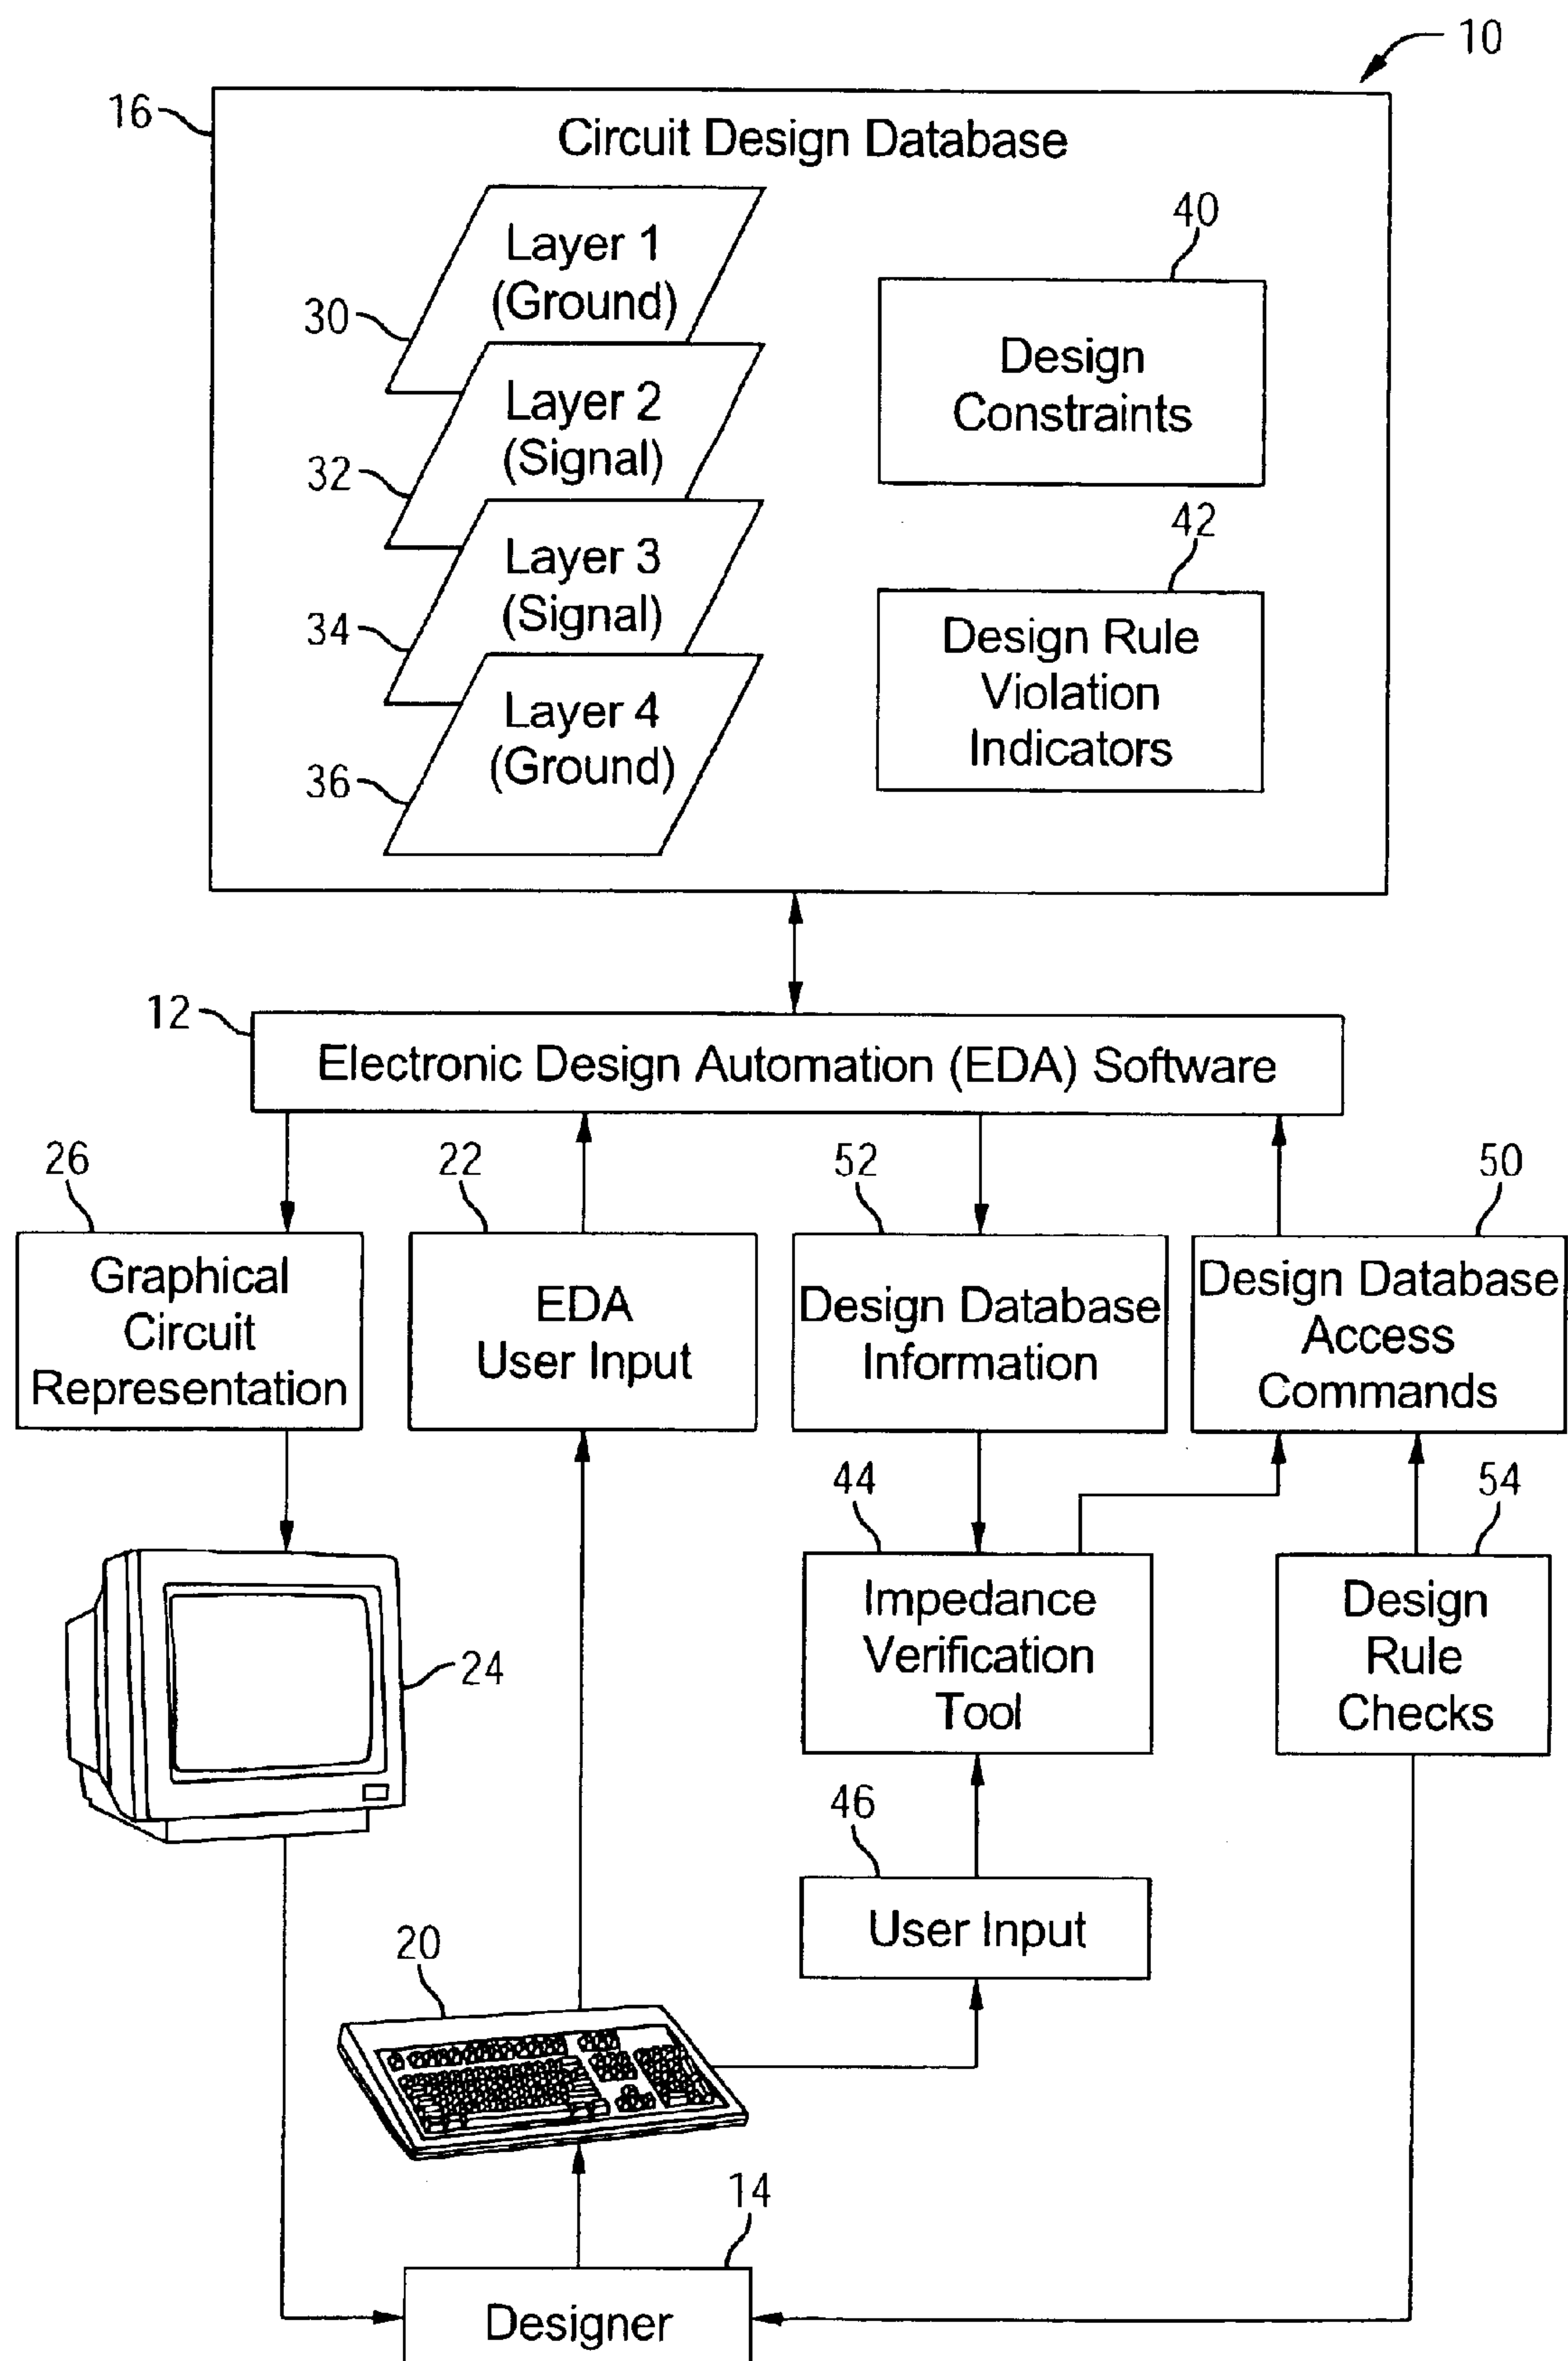 10
16
Circuit Design Database
Layer 1
(Ground)
30
Layer 2
(Signal)
32
Layer 3
(Signal)
34
Layer 4
(Ground)
36
40
Design
Constraints
42
Design Rule
Violation
Indicators
12
Electronic Design Automation (EDA) Software
26
Graphical
Circuit
Representation
22
EDA
User Input
52
Design Database
Information
50
Design Database
Access
Commands
24
44
Impedance
Verification
Tool
54
Design
Rule
Checks
46
User Input
20
14
Designer